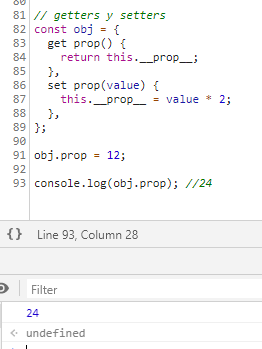 80
81 // getters y setters
82 const obj = {
83   get prop() {
84     return this.__prop__;
85   },
86   set prop(value) {
87     this.__prop__ = value * 2;
88   },
89 };
90
91 obj.prop = 12;
92
93 console.log(obj.prop); //24
{} Line 93, Column 28
Filter
24
undefined